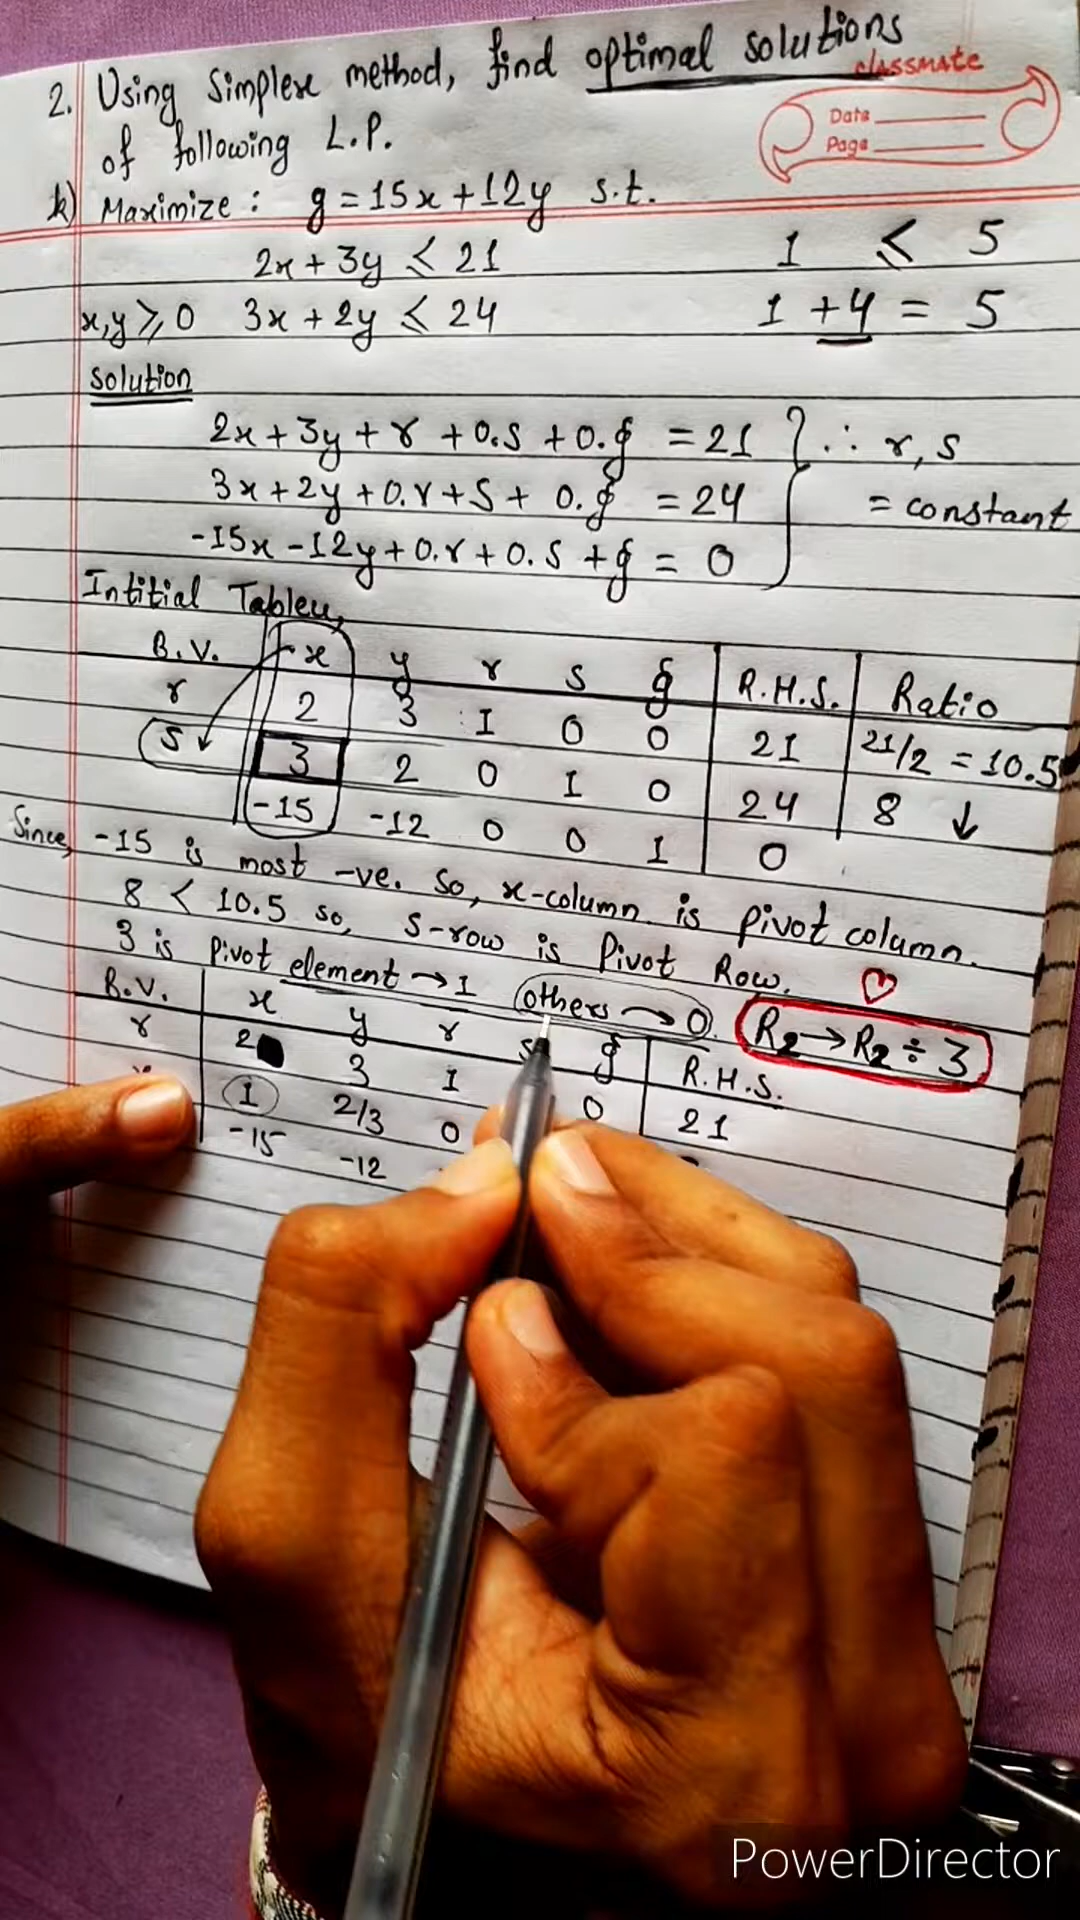 2. Using Simplex method, find optimal solutions
classmate
of following L.P.
Date
Page
k) Maximize : g = 15x + 12y s.t.
2x + 3y ≤ 21
1 ≤ 5
x,y ≥ 0 3x + 2y ≤ 24
1 + 4 = 5
Solution
2x + 3y + r + 0.s + 0.g = 21 } ∴ r, s
3x + 2y + 0.r + s + 0.g = 24 = constant
-15x - 12y + 0.r + 0.s + g = 0
Intitial Tableu,
B.V. x y r s g R.H.S. Ratio
r 2 3 1 0 0 21 21/2 = 10.5
s 3 2 0 1 0 24 8 ↓
-15 -12 0 0 1 0
Since, -15 is most -ve. So, x-column is pivot column.
8 < 10.5 so, s-row is Pivot Row.
3 is Pivot element → 1 others → 0. R2 → R2 ÷ 3
B.V. x y r s g R.H.S.
r 2 3 1 0 21
1 2/3 0
-15 -12
PowerDirector